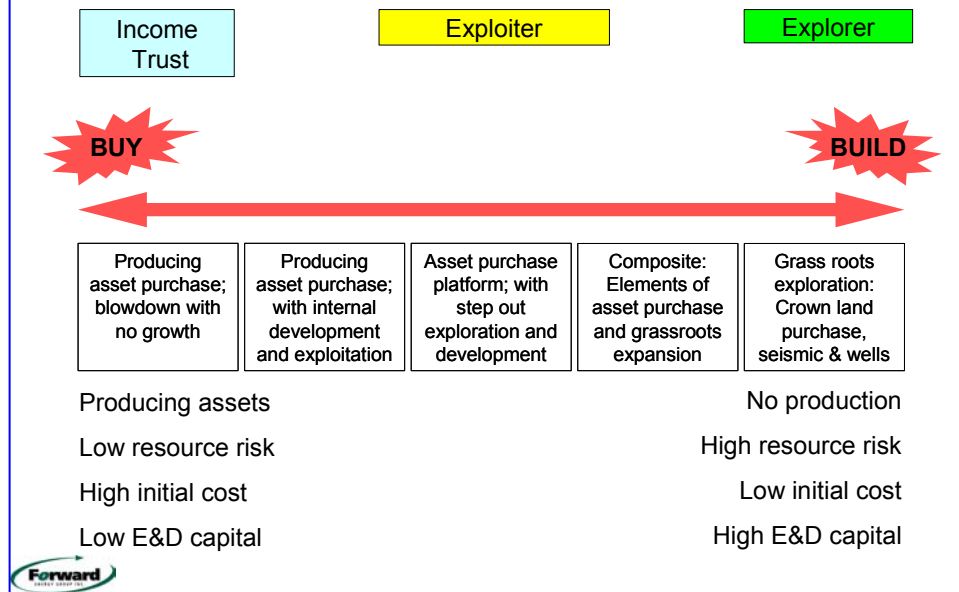 Income
Trust
Exploiter
Explorer
BUY
BUILD
Producing
asset purchase;
blowdown with
no growth
Producing
asset purchase;
with internal
development
and exploitation
Asset purchase
platform; with
step out
exploration and
development
Composite:
Elements of
asset purchase
and grassroots
expansion
Grass roots
exploration:
Crown land
purchase,
seismic & wells
Producing assets
Low resource risk
High initial cost
Low E&D capital
No production
High resource risk
Low initial cost
High E&D capital
Forward
ENERGY GROUP INC.